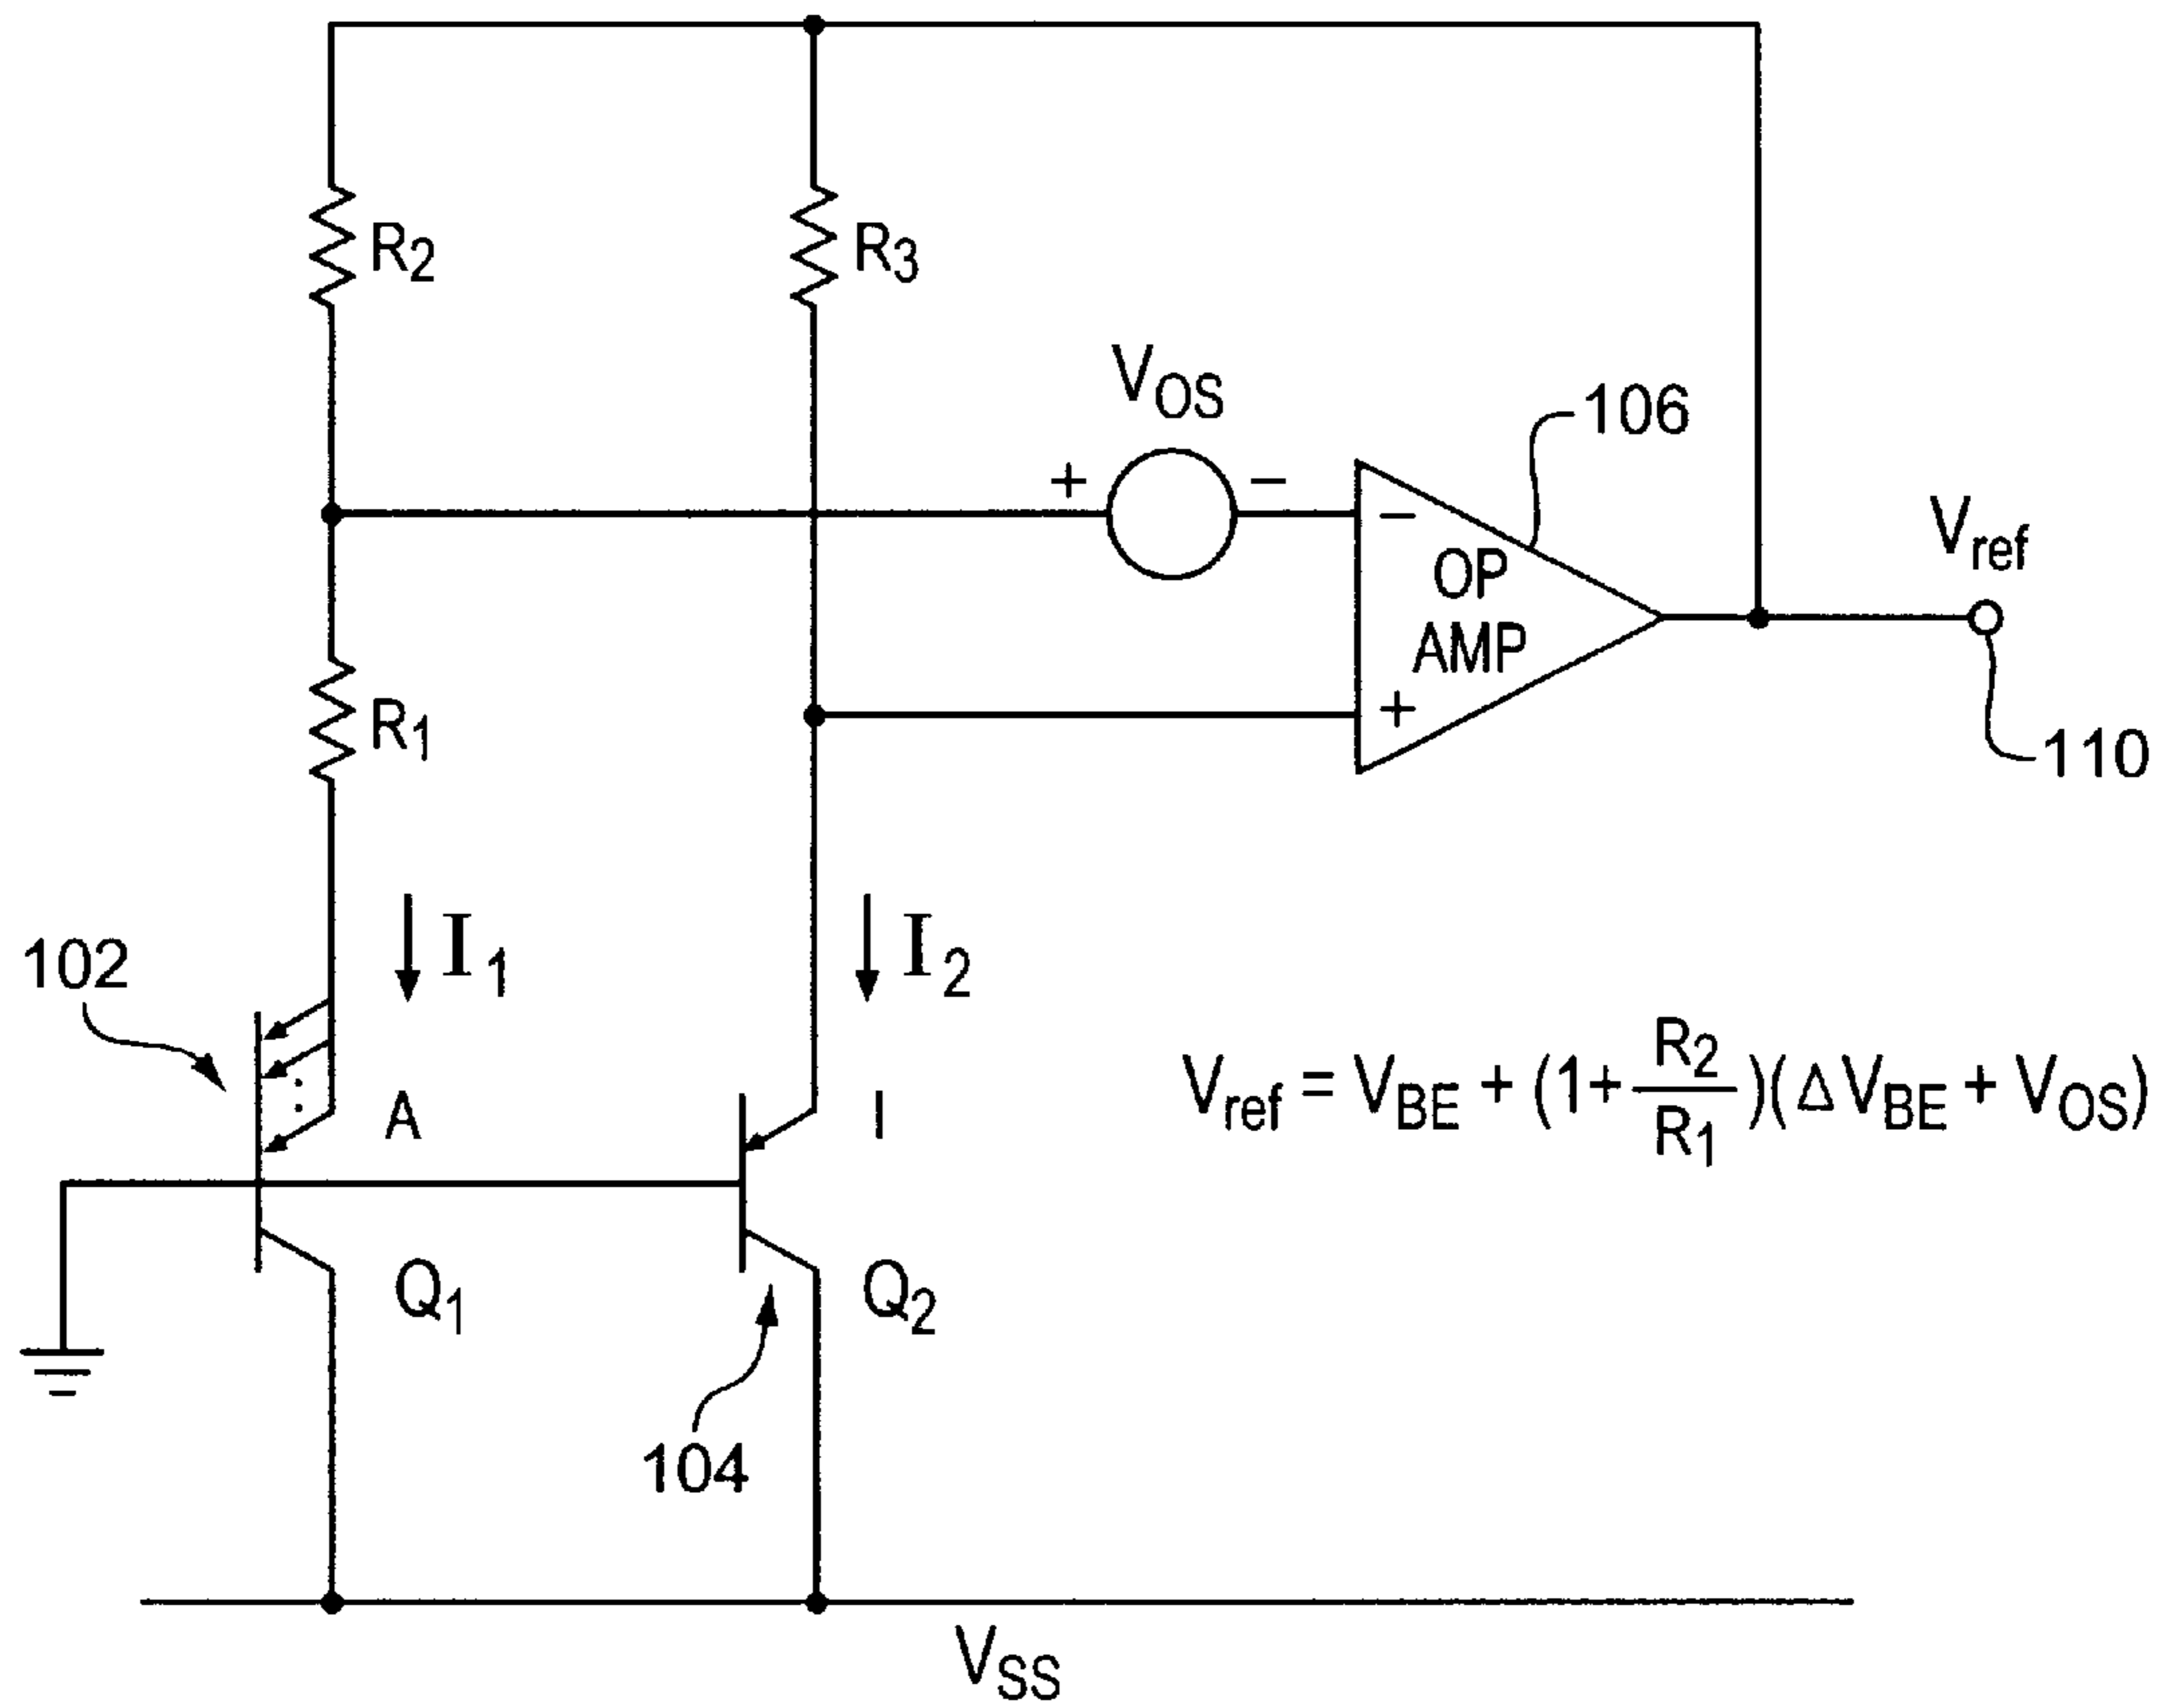 R2
R3
VOS
+ −
106
−
OP
AMP
+
Vref
110
R1
I1
I2
102
A
I
Vref = VBE + (1+ R2/R1)(ΔVBE + VOS)
Q1
Q2
104
VSS